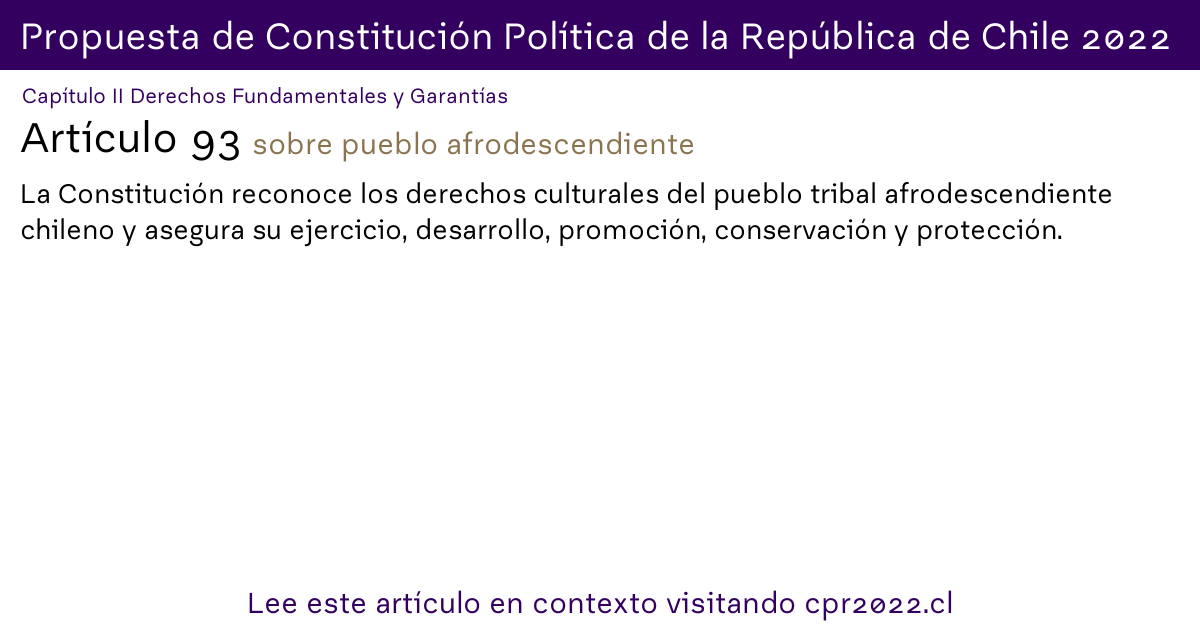 Propuesta de Constitución Política de la República de Chile 2022
Capítulo II Derechos Fundamentales y Garantías
Artículo 93 sobre pueblo afrodescendiente
La Constitución reconoce los derechos culturales del pueblo tribal afrodescendiente
chileno y asegura su ejercicio, desarrollo, promoción, conservación y protección.
Lee este artículo en contexto visitando cpr2022.cl